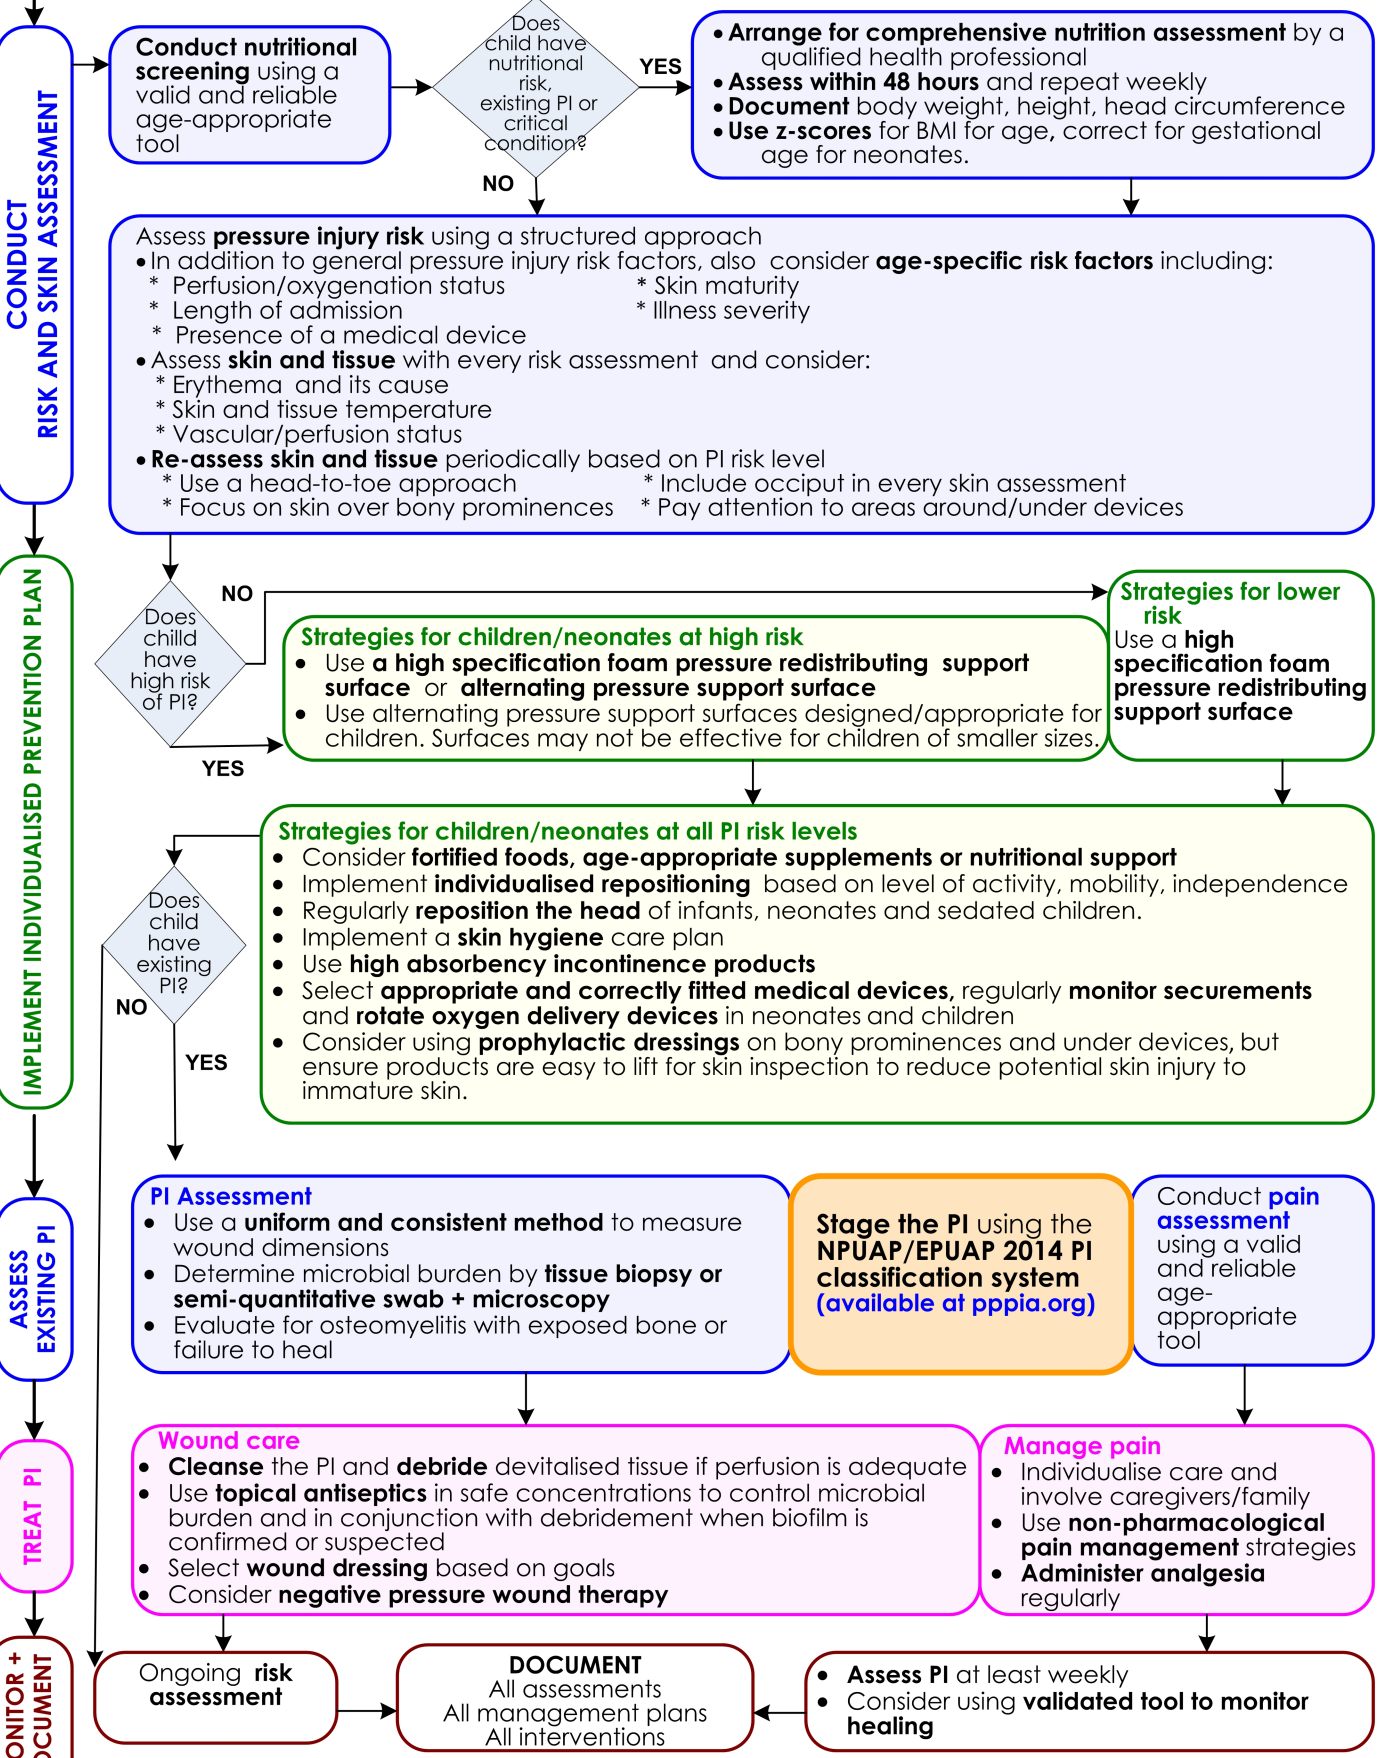 CONDUCT
RISK AND SKIN ASSESSMENT
Conduct nutritional
screening using a
valid and reliable
age-appropriate
tool
Does
child have
nutritional
risk,
existing PI or
critical
condition?
YES
NO
• Arrange for comprehensive nutrition assessment by a
qualified health professional
• Assess within 48 hours and repeat weekly
• Document body weight, height, head circumference
• Use z-scores for BMI for age, correct for gestational
age for neonates.
Assess pressure injury risk using a structured approach
• In addition to general pressure injury risk factors, also consider age-specific risk factors including:
* Perfusion/oxygenation status * Skin maturity
* Length of admission * Illness severity
* Presence of a medical device
• Assess skin and tissue with every risk assessment and consider:
* Erythema and its cause
* Skin and tissue temperature
* Vascular/perfusion status
• Re-assess skin and tissue periodically based on PI risk level
* Use a head-to-toe approach * Include occiput in every skin assessment
* Focus on skin over bony prominences * Pay attention to areas around/under devices
IMPLEMENT INDIVIDUALISED PREVENTION PLAN
Does
chilld
have
high risk
of PI?
NO
YES
Strategies for children/neonates at high risk
• Use a high specification foam pressure redistributing support
surface or alternating pressure support surface
• Use alternating pressure support surfaces designed/appropriate for
children. Surfaces may not be effective for children of smaller sizes.
Strategies for lower
risk
Use a high
specification foam
pressure redistributing
support surface
Strategies for children/neonates at all PI risk levels
• Consider fortified foods, age-appropriate supplements or nutritional support
• Implement individualised repositioning based on level of activity, mobility, independence
• Regularly reposition the head of infants, neonates and sedated children.
• Implement a skin hygiene care plan
• Use high absorbency incontinence products
• Select appropriate and correctly fitted medical devices, regularly monitor securements
and rotate oxygen delivery devices in neonates and children
• Consider using prophylactic dressings on bony prominences and under devices, but
ensure products are easy to lift for skin inspection to reduce potential skin injury to
immature skin.
Does
child
have
existing
PI?
NO
YES
ASSESS
EXISTING PI
PI Assessment
• Use a uniform and consistent method to measure
wound dimensions
• Determine microbial burden by tissue biopsy or
semi-quantitative swab + microscopy
• Evaluate for osteomyelitis with exposed bone or
failure to heal
Stage the PI using the
NPUAP/EPUAP 2014 PI
classification system
(available at pppia.org)
Conduct pain
assessment
using a valid
and reliable
age-
appropriate
tool
TREAT PI
Wound care
• Cleanse the PI and debride devitalised tissue if perfusion is adequate
• Use topical antiseptics in safe concentrations to control microbial
burden and in conjunction with debridement when biofilm is
confirmed or suspected
• Select wound dressing based on goals
• Consider negative pressure wound therapy
Manage pain
• Individualise care and
involve caregivers/family
• Use non-pharmacological
pain management strategies
• Administer analgesia
regularly
ONITOR +
OCUMENT
Ongoing risk
assessment
DOCUMENT
All assessments
All management plans
All interventions
• Assess PI at least weekly
• Consider using validated tool to monitor
healing